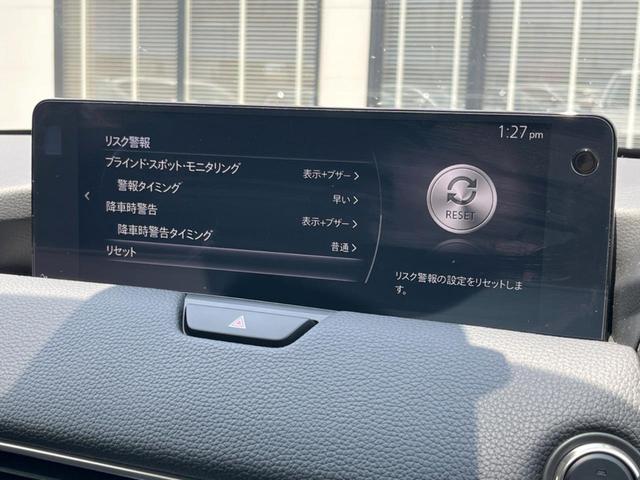 リスク警報
1:27 pm
ブラインド・スポット・モニタリング 表示+ブザー
警報タイミング 早い
降車時警告 表示+ブザー
降車時警告タイミング 普通
リセット
RESET
リスク警報の設定をリセットしま
す。